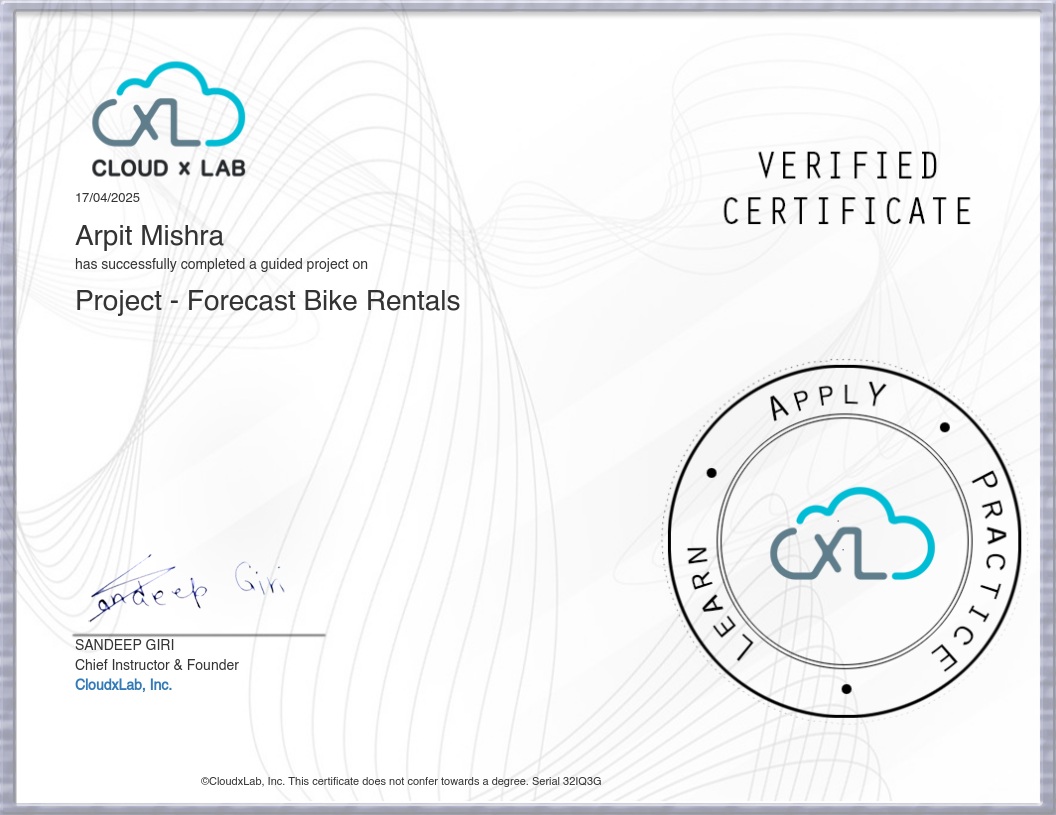 CXL
CLOUD x LAB
17/04/2025
Arpit Mishra
has successfully completed a guided project on
Project - Forecast Bike Rentals
VERIFIED
CERTIFICATE
LEARN
APPLY
PRACTICE
CXL
Sandeep Giri
SANDEEP GIRI
Chief Instructor & Founder
CloudxLab, Inc.
©CloudxLab, Inc. This certificate does not confer towards a degree. Serial 32IQ3G